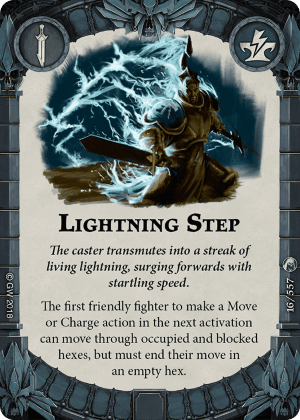 LIGHTNING STEP
The caster transmutes into a streak of
living lightning, surging forwards with
startling speed.
The first friendly fighter to make a Move
or Charge action in the next activation
can move through occupied and blocked
hexes, but must end their move in
an empty hex.
© GW 2018
16/557